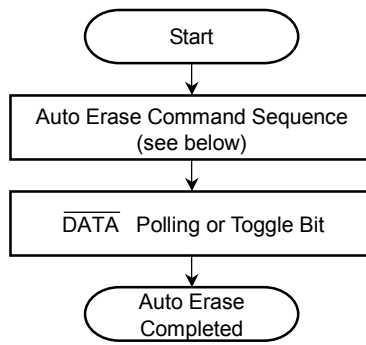 Start
Auto Erase Command Sequence
(see below)
DATA Polling or Toggle Bit
Auto Erase
Completed